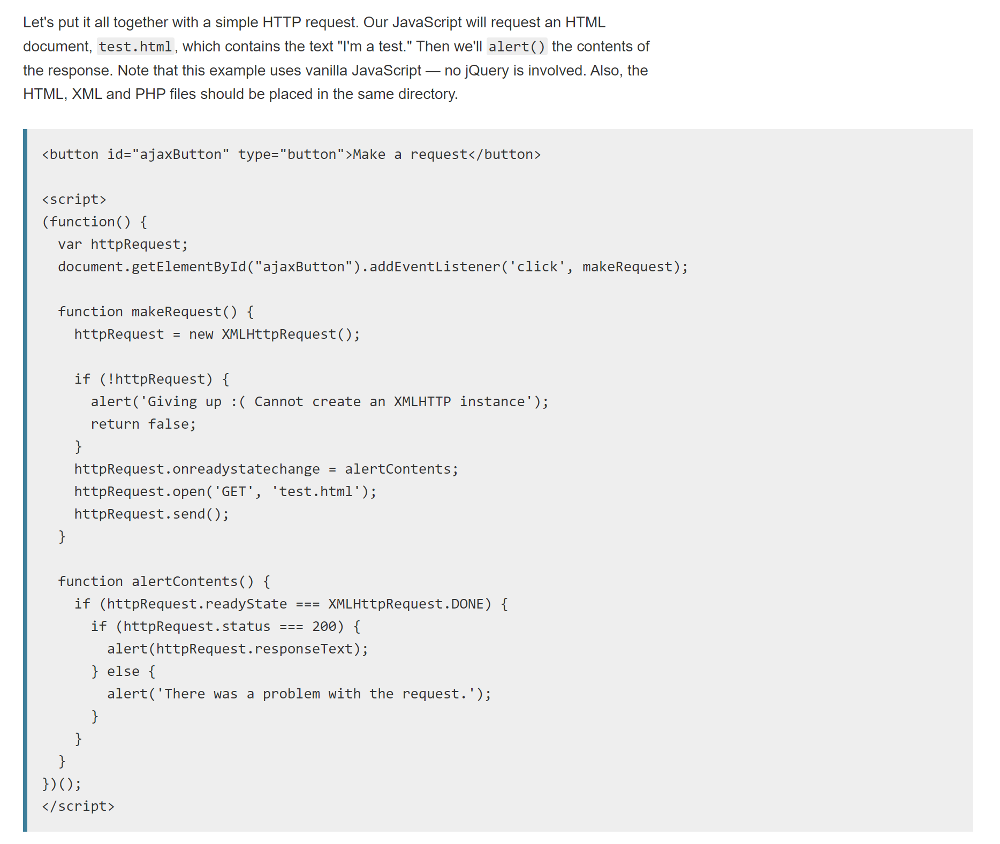 Let's put it all together with a simple HTTP request. Our JavaScript will request an HTML
document, test.html, which contains the text "I'm a test." Then we'll alert() the contents of
the response. Note that this example uses vanilla JavaScript — no jQuery is involved. Also, the
HTML, XML and PHP files should be placed in the same directory.
<button id="ajaxButton" type="button">Make a request</button>
<script>
(function() {
  var httpRequest;
  document.getElementById("ajaxButton").addEventListener('click', makeRequest);
  function makeRequest() {
    httpRequest = new XMLHttpRequest();
    if (!httpRequest) {
      alert('Giving up :( Cannot create an XMLHTTP instance');
      return false;
    }
    httpRequest.onreadystatechange = alertContents;
    httpRequest.open('GET', 'test.html');
    httpRequest.send();
  }
  function alertContents() {
    if (httpRequest.readyState === XMLHttpRequest.DONE) {
      if (httpRequest.status === 200) {
        alert(httpRequest.responseText);
      } else {
        alert('There was a problem with the request.');
      }
    }
  }
})();
</script>